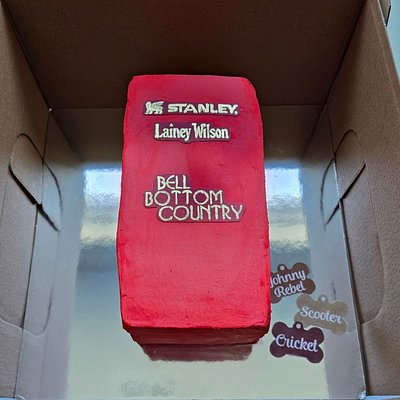 STANLEY.
Lainey Wilson
BELL
BOTTOM
COUNTRY
Johnny
Rebel
Scooter
Cricket